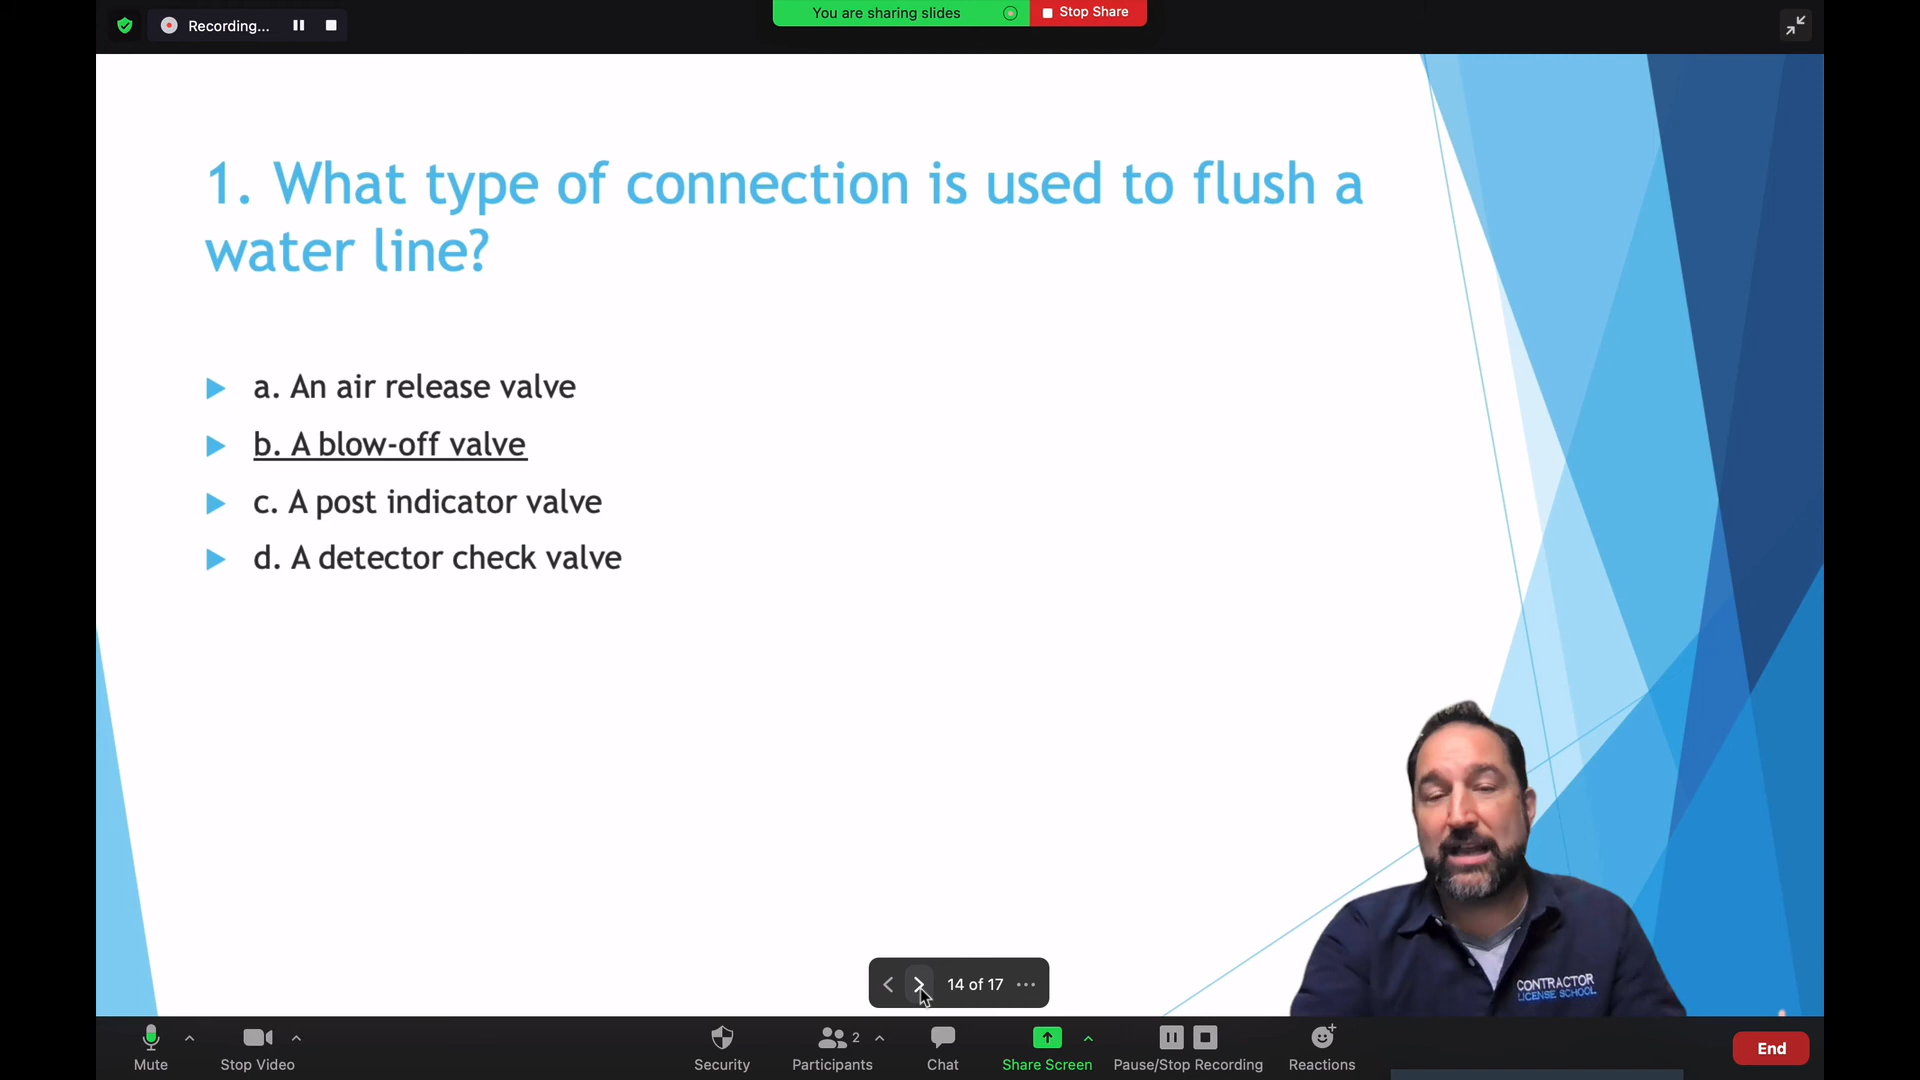 Recording...
You are sharing slides
Stop Share
1. What type of connection is used to flush a
water line?
a. An air release valve
b. A blow-off valve
c. A post indicator valve
d. A detector check valve
CONTRACTOR
LICENSE SCHOOL
14 of 17
2
Mute
Stop Video
Security
Participants
Chat
Share Screen
Pause/Stop Recording
Reactions
End